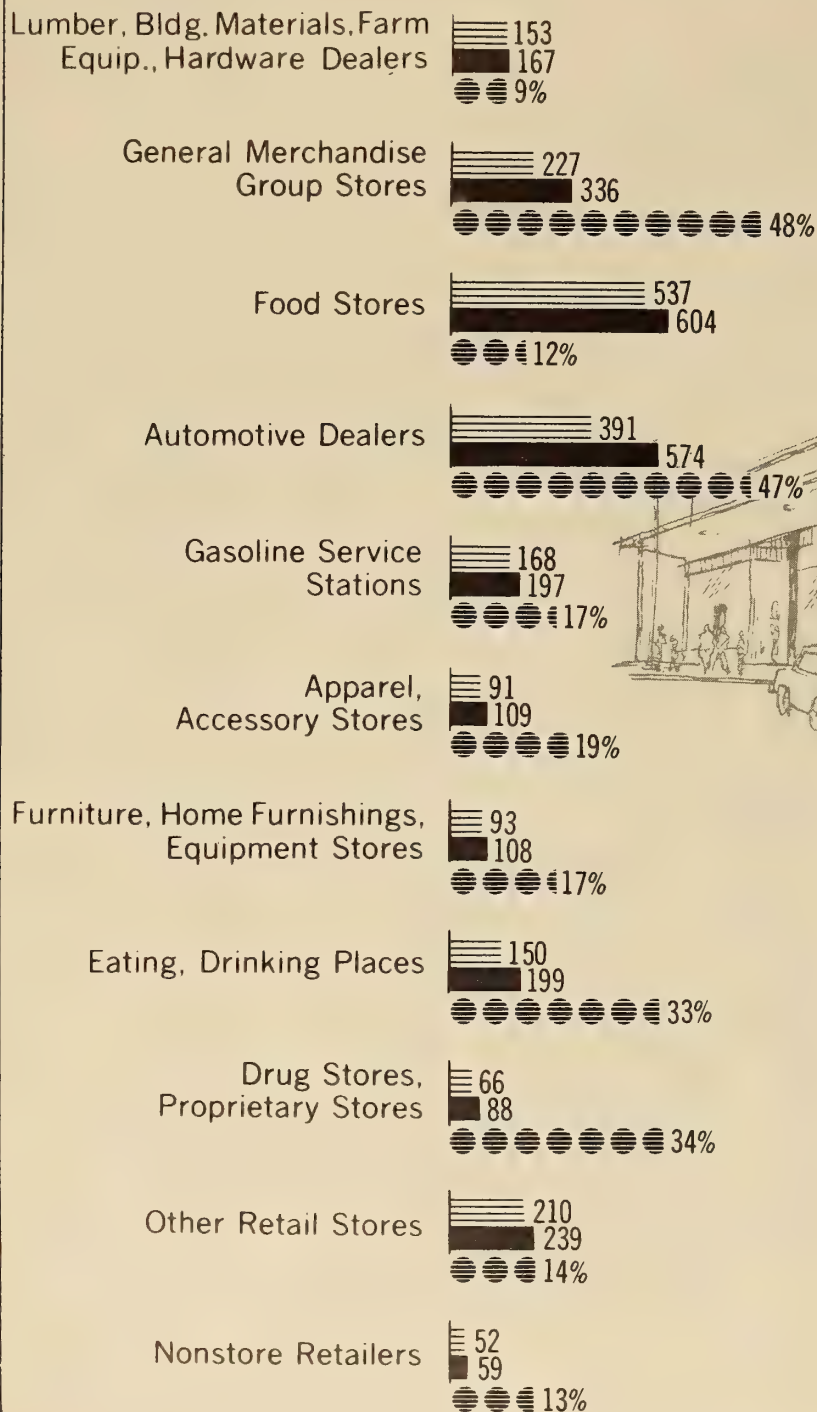 Lumber, Bldg. Materials, Farm
Equip., Hardware Dealers
153
167
9%
General Merchandise
Group Stores
227
336
48%
Food Stores
537
604
12%
Automotive Dealers
391
574
47%
Gasoline Service
Stations
168
197
17%
Apparel,
Accessory Stores
91
109
19%
Furniture, Home Furnishings,
Equipment Stores
93
108
17%
Eating, Drinking Places
150
199
33%
Drug Stores,
Proprietary Stores
66
88
34%
Other Retail Stores
210
239
14%
Nonstore Retailers
52
59
13%